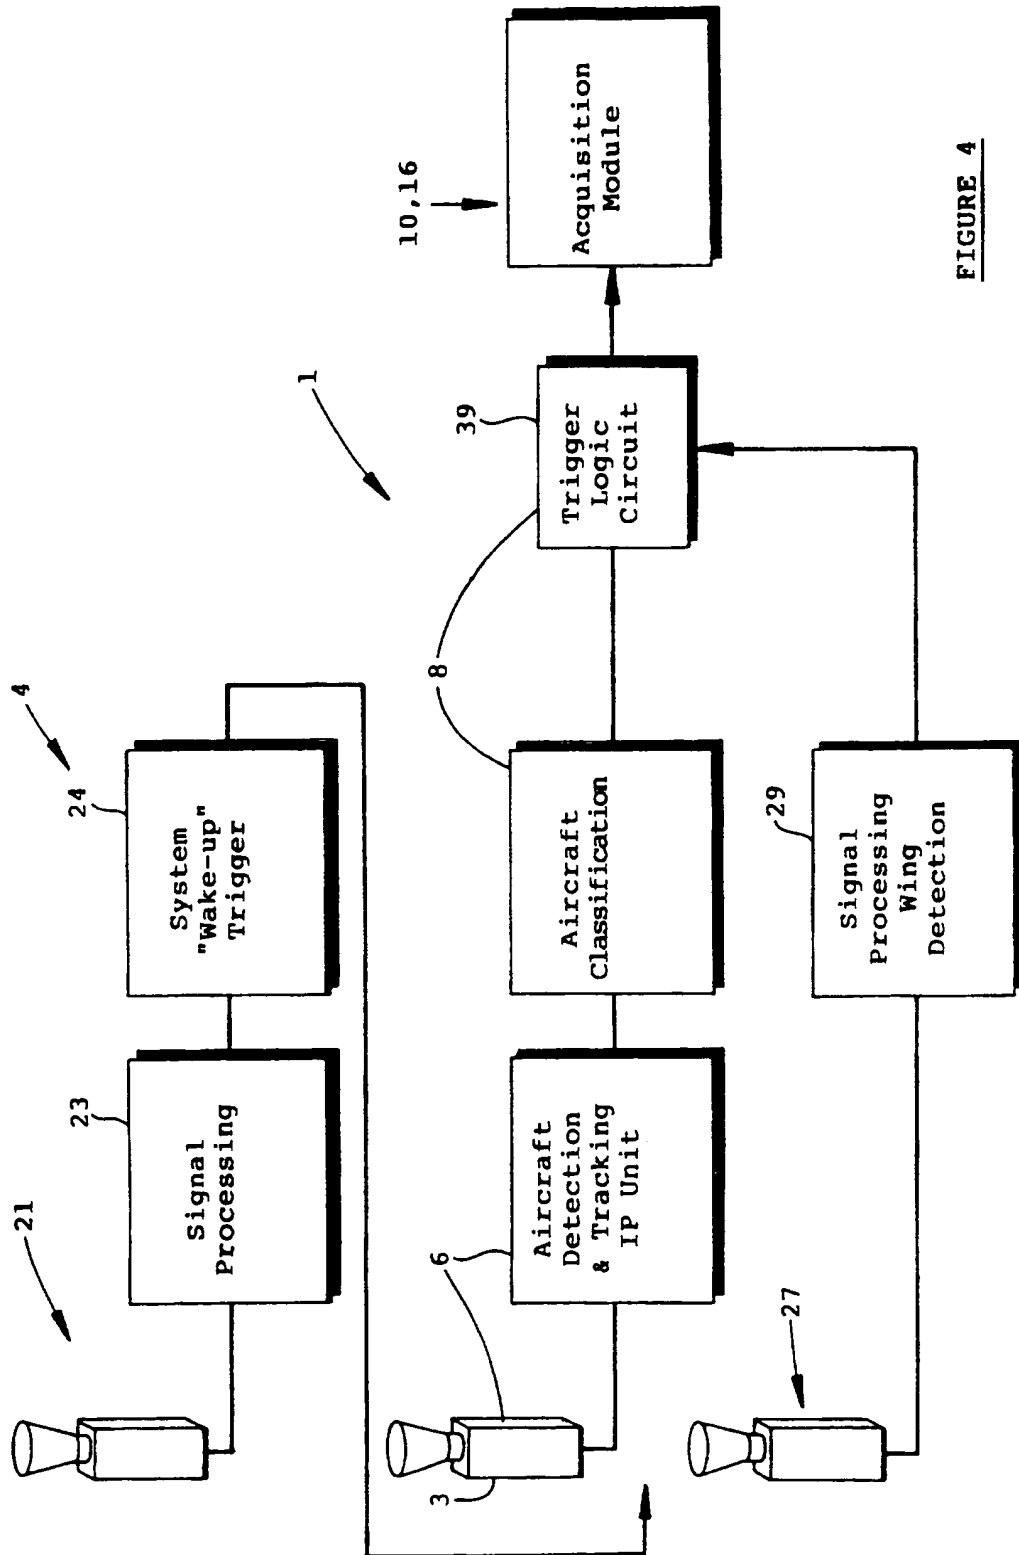 21
23
Signal
Processing
24
4
System
"Wake-up"
Trigger
3
6
Aircraft
Detection
& Tracking
IP Unit
8
Aircraft
Classification
1
39
Trigger
Logic
Circuit
10,16
Acquisition
Module
27
29
Signal
Processing
Wing
Detection
FIGURE 4